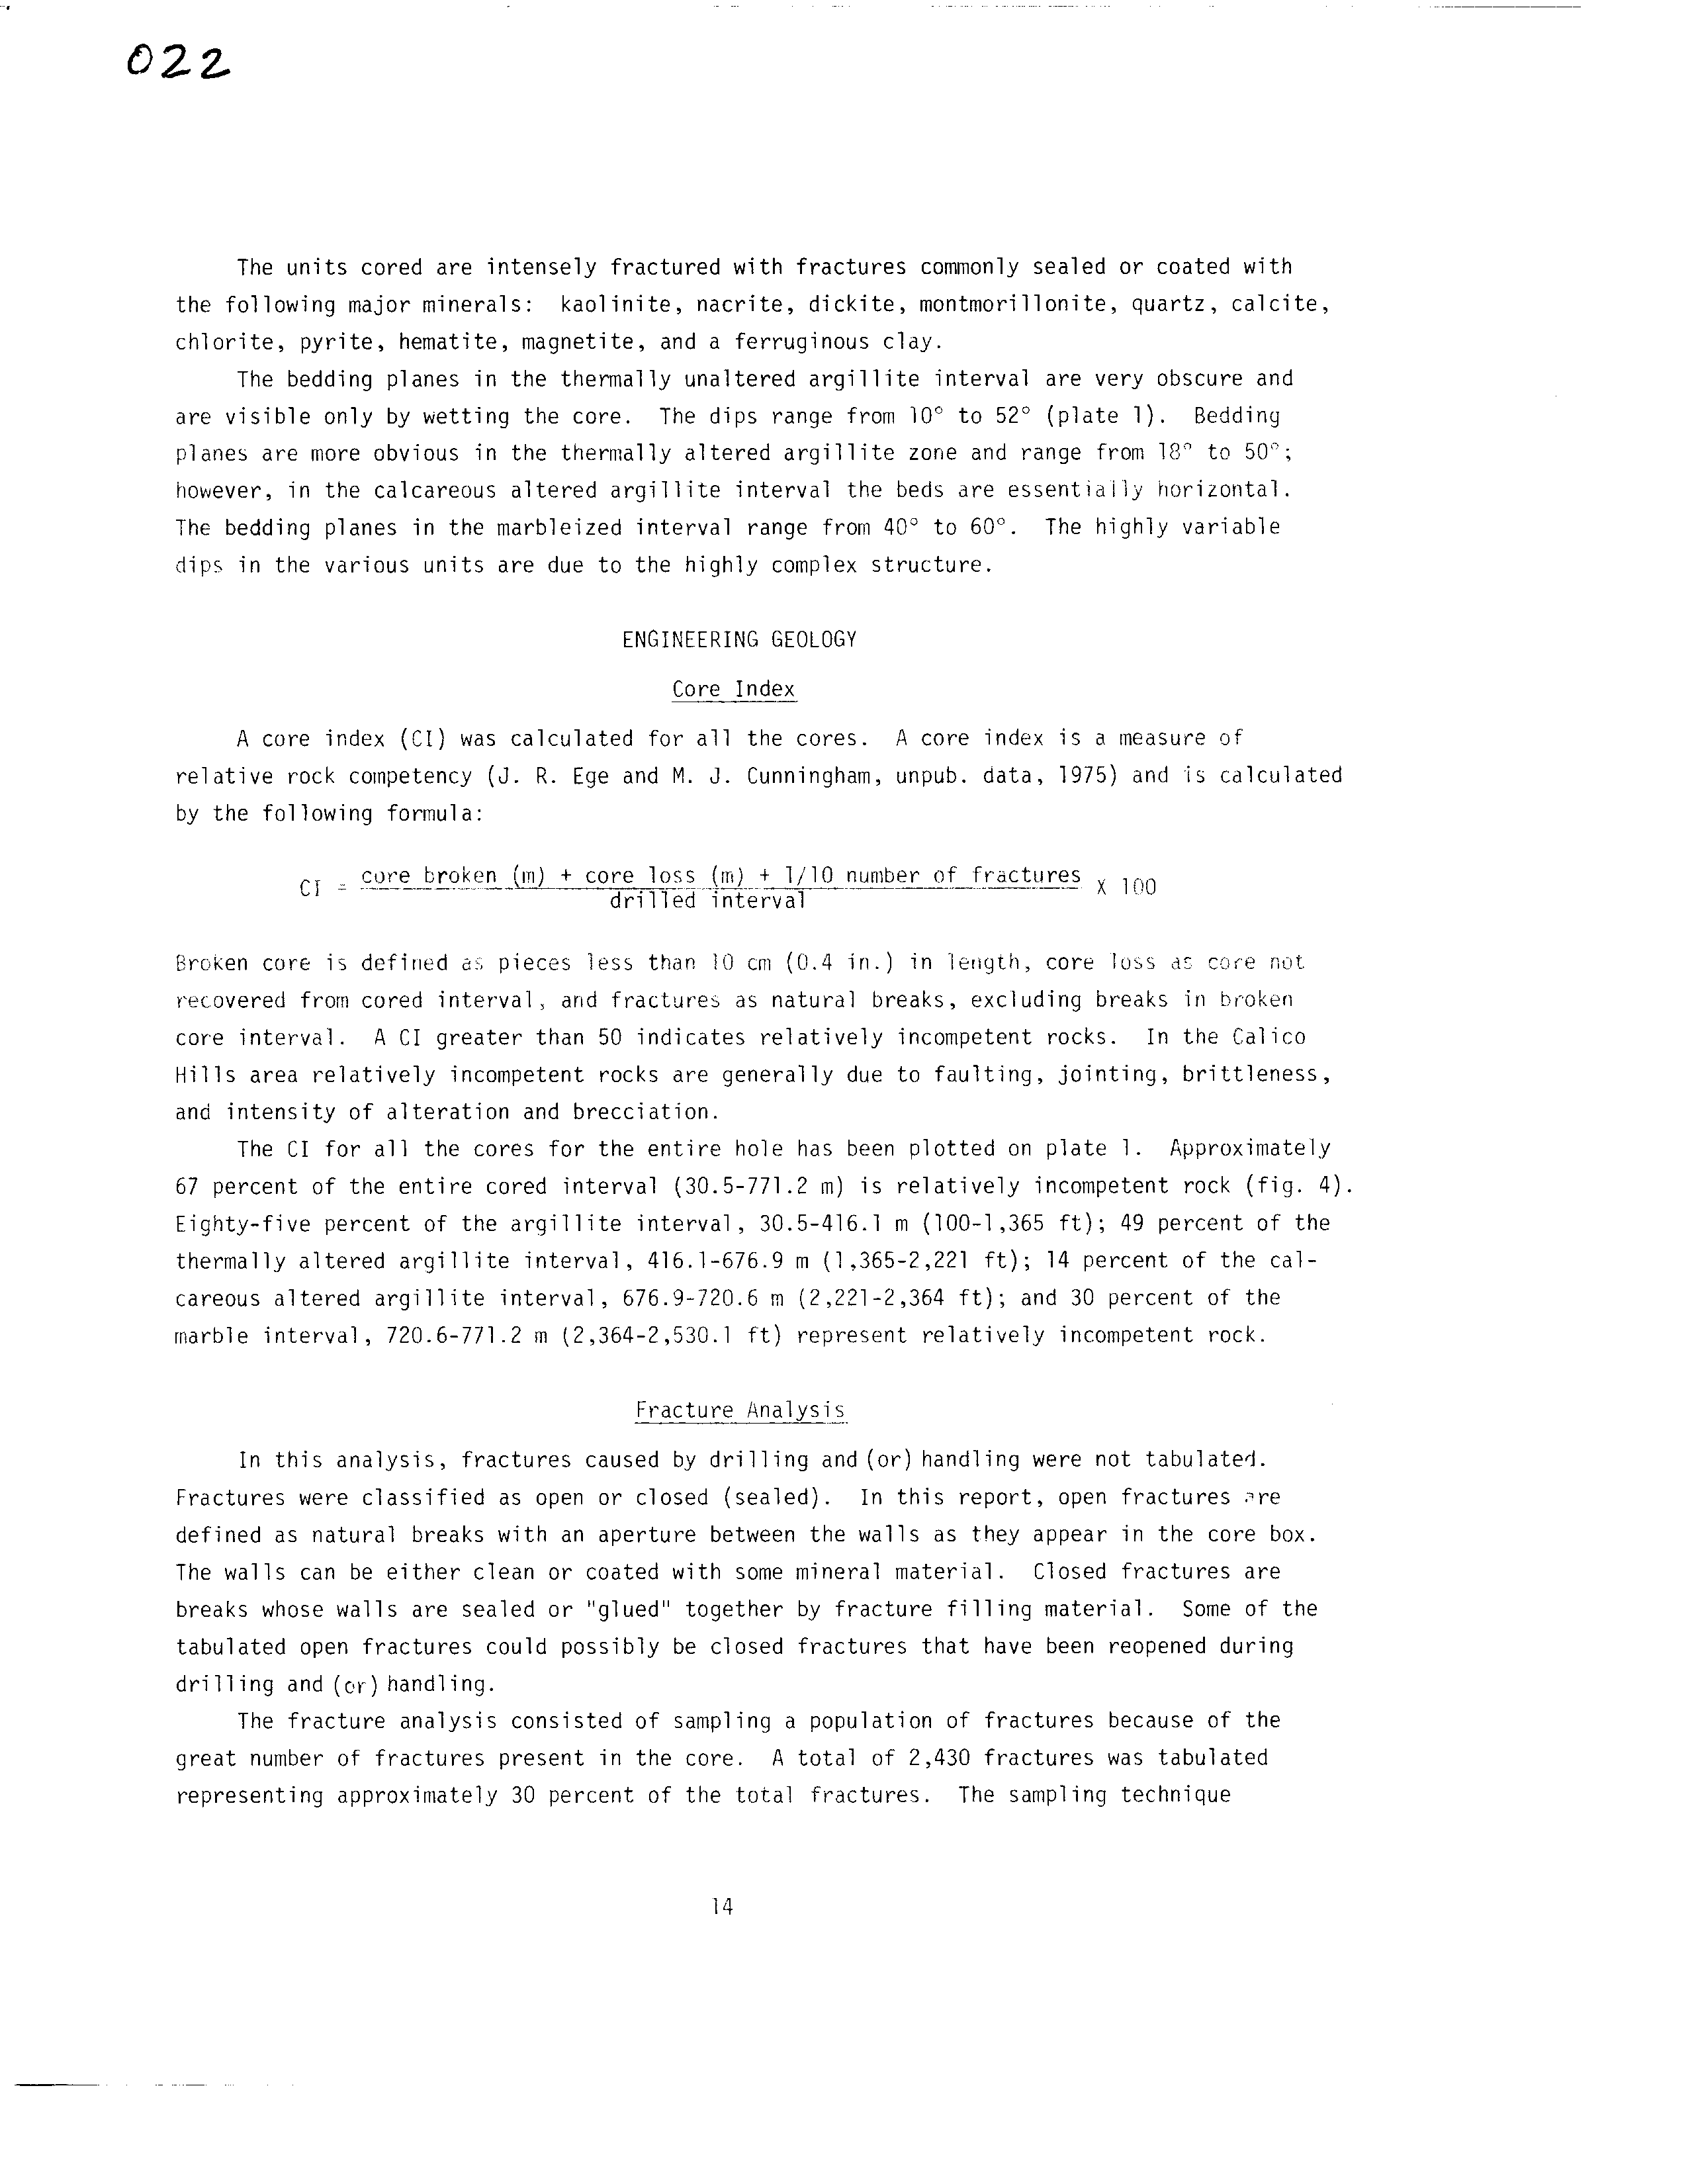 022
The units cored are intensely fractured with fractures commonly sealed or coated with
the following major minerals: kaolinite, nacrite, dickite, montmorillonite, quartz, calcite,
chlorite, pyrite, hematite, magnetite, and a ferruginous clay.
The bedding planes in the thermally unaltered argillite interval are very obscure and
are visible only by wetting the core. The dips range from 10° to 52° (plate 1). Bedding
planes are more obvious in the thermally altered argillite zone and range from 18° to 50°;
however, in the calcareous altered argillite interval the beds are essentially horizontal.
The bedding planes in the marbleized interval range from 40° to 60°. The highly variable
dips in the various units are due to the highly complex structure.
ENGINEERING GEOLOGY
Core Index
A core index (CI) was calculated for all the cores. A core index is a measure of
relative rock competency (J. R. Ege and M. J. Cunningham, unpub. data, 1975) and is calculated
by the following formula:
CI = core broken (m) + core loss (m) + 1/10 number of fractures X 100
drilled interval
Broken core is defined as pieces less than 10 cm (0.4 in.) in length, core loss as core not
recovered from cored interval, and fractures as natural breaks, excluding breaks in broken
core interval. A CI greater than 50 indicates relatively incompetent rocks. In the Calico
Hills area relatively incompetent rocks are generally due to faulting, jointing, brittleness,
and intensity of alteration and brecciation.
The CI for all the cores for the entire hole has been plotted on plate 1. Approximately
67 percent of the entire cored interval (30.5-771.2 m) is relatively incompetent rock (fig. 4).
Eighty-five percent of the argillite interval, 30.5-416.1 m (100-1,365 ft); 49 percent of the
thermally altered argillite interval, 416.1-676.9 m (1,365-2,221 ft); 14 percent of the cal-
careous altered argillite interval, 676.9-720.6 m (2,221-2,364 ft); and 30 percent of the
marble interval, 720.6-771.2 m (2,364-2,530.1 ft) represent relatively incompetent rock.
Fracture Analysis
In this analysis, fractures caused by drilling and (or) handling were not tabulated.
Fractures were classified as open or closed (sealed). In this report, open fractures are
defined as natural breaks with an aperture between the walls as they appear in the core box.
The walls can be either clean or coated with some mineral material. Closed fractures are
breaks whose walls are sealed or "glued" together by fracture filling material. Some of the
tabulated open fractures could possibly be closed fractures that have been reopened during
drilling and (or) handling.
The fracture analysis consisted of sampling a population of fractures because of the
great number of fractures present in the core. A total of 2,430 fractures was tabulated
representing approximately 30 percent of the total fractures. The sampling technique
14